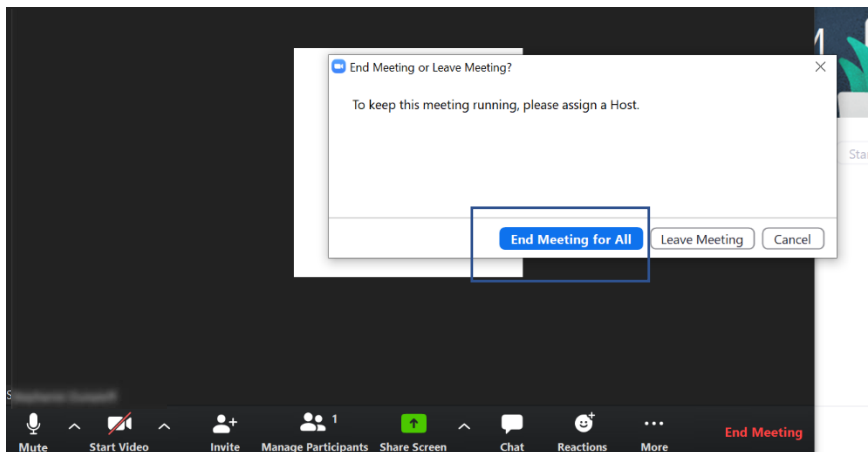 End Meeting or Leave Meeting?
To keep this meeting running, please assign a Host.
End Meeting for All Leave Meeting Cancel
1
Mute Start Video Invite Manage Participants Share Screen Chat Reactions More End Meeting